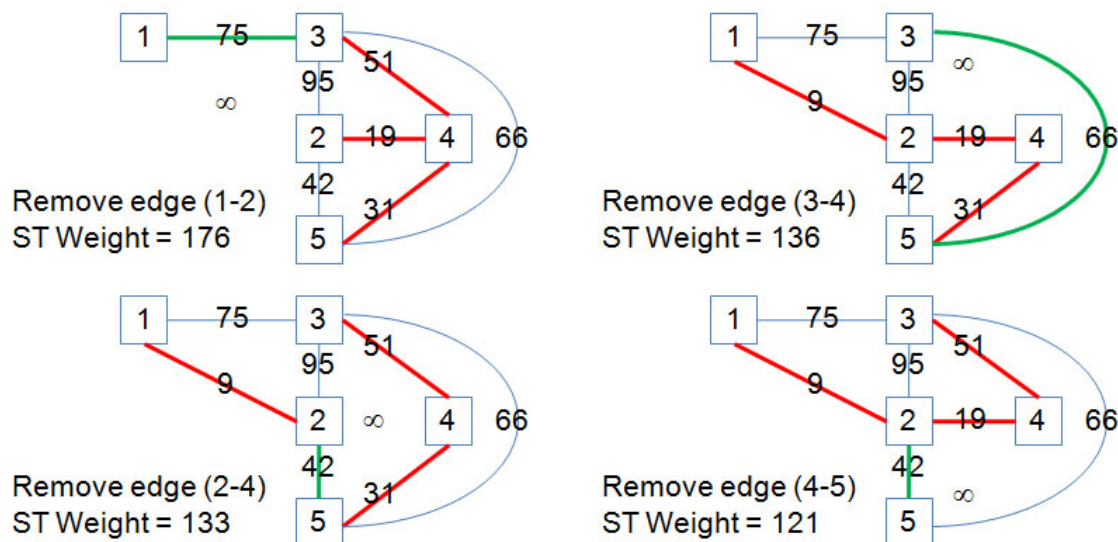 1 75 3
51
95
∞
2 19 4 66
42
31
5
Remove edge (1-2)
ST Weight = 176
1 75 3
∞
9 95
2 19 4 66
42
31
5
Remove edge (3-4)
ST Weight = 136
1 75 3
51
9 95
2 ∞ 4 66
42
31
5
Remove edge (2-4)
ST Weight = 133
1 75 3
51
9 95
2 19 4 66
42
∞
5
Remove edge (4-5)
ST Weight = 121